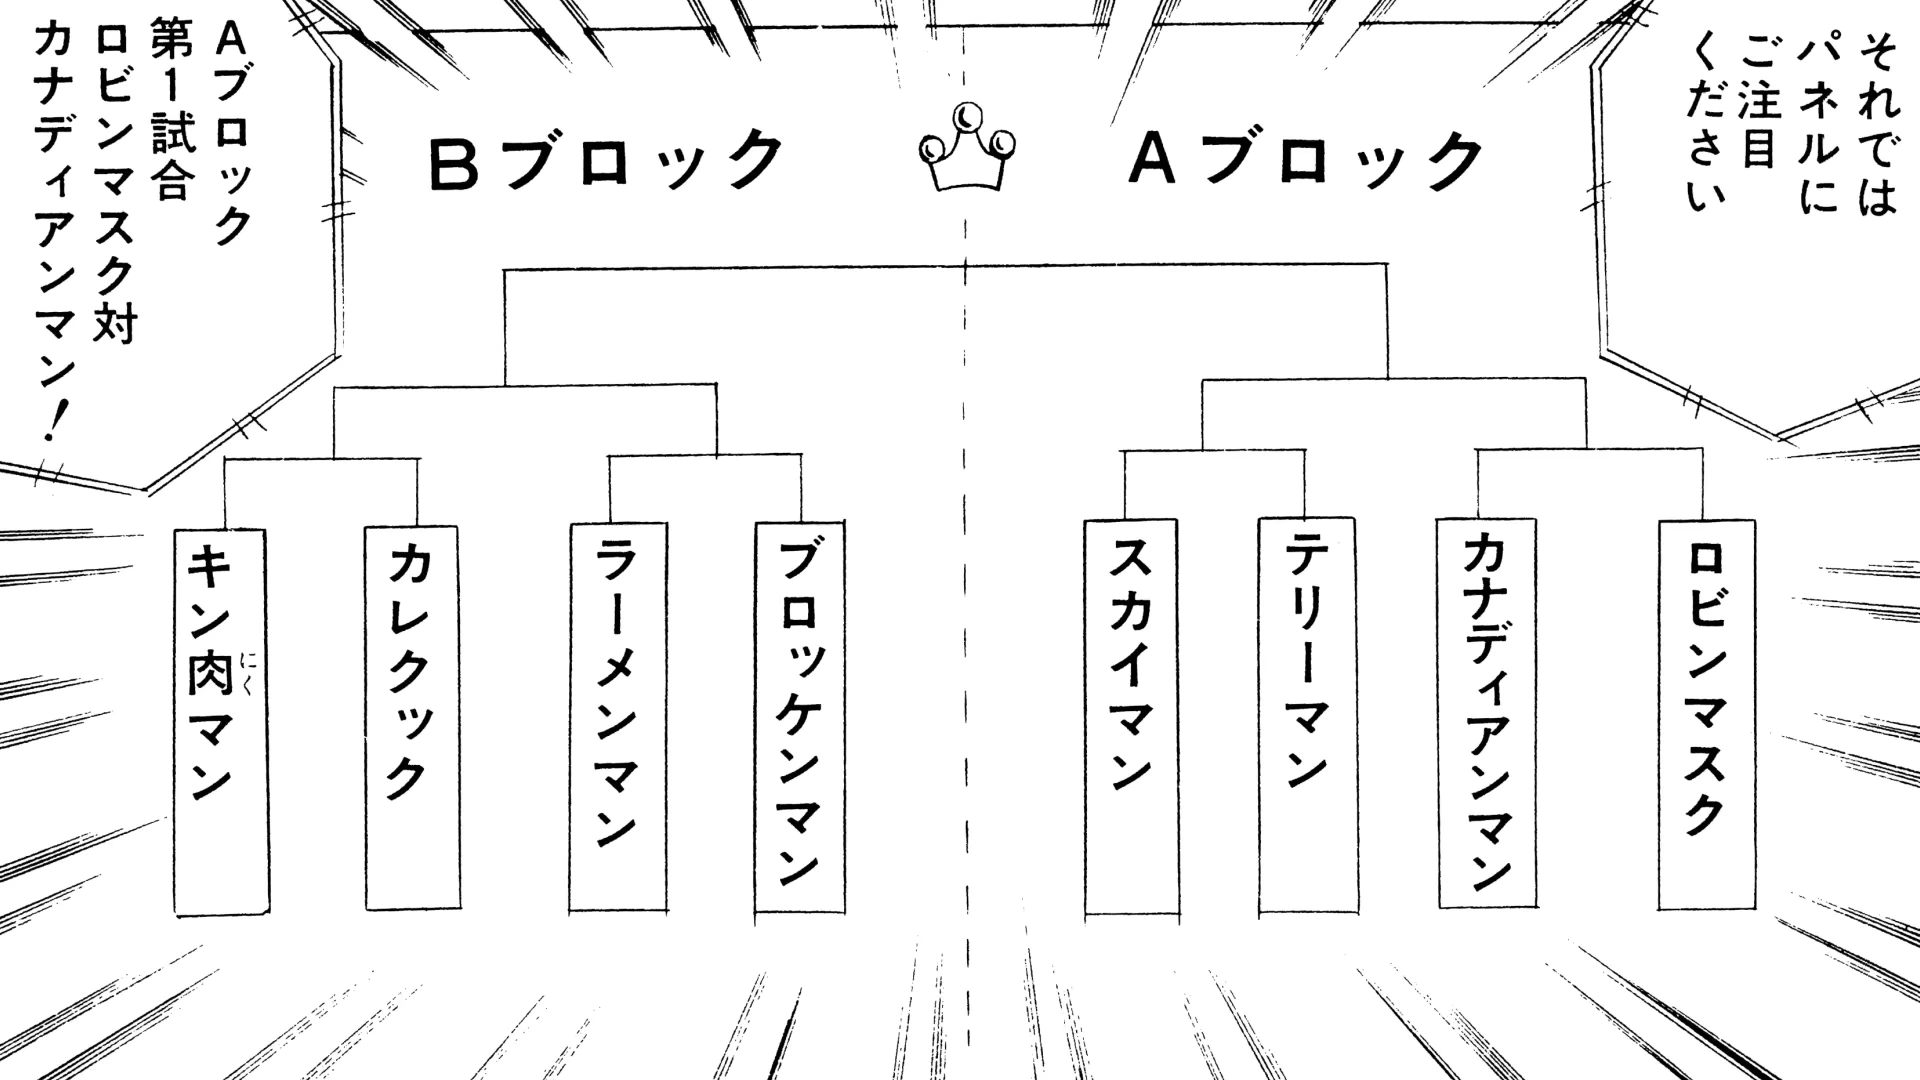 それでは
パネルに
ご注目
ください
Aブロック
Bブロック
ロビンマスク
カナディアンマン
テリーマン
スカイマン
ブロッケンマン
ラーメンマン
カレクック
キン肉マン
にく
Aブロック
第1試合
ロビンマスク対
カナディアンマン!